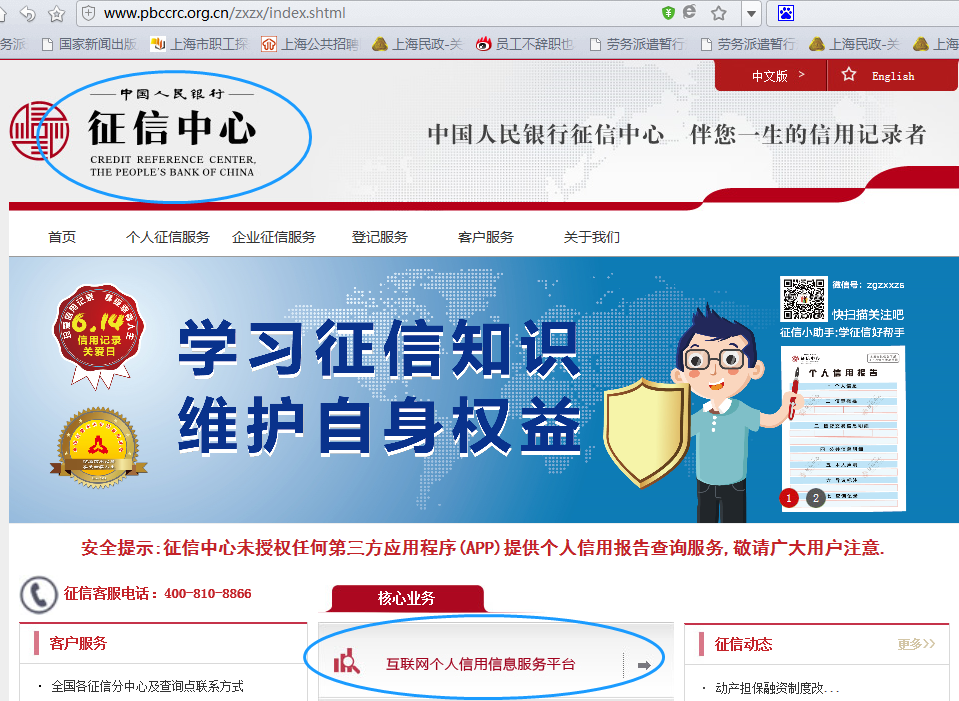 www.pbccrc.org.cn/zxzx/index.shtml
务派
国家新闻出版
上海市职工探
上海公共招聘
上海民政-关
员工不辞职也
劳务派遣暂行
劳务派遣暂行
上海民政-关
上海
中文版 >
English
中国人民银行
征信中心
CREDIT REFERENCE CENTER,
THE PEOPLE'S BANK OF CHINA
中国人民银行征信中心 伴您一生的信用记录者
首页 个人征信服务 企业征信服务 登记服务 客户服务 关于我们
6.14
信用记录
关爱日
学习征信知识
维护自身权益
微信号: zgzxxzs
快扫描关注吧
征信小助手:学征信好帮手
个人信用报告
1 2
安全提示:征信中心未授权任何第三方应用程序(APP)提供个人信用报告查询服务,敬请广大用户注意.
征信客服电话：400-810-8866
核心业务
客户服务
· 全国各征信分中心及查询点联系方式
互联网个人信用信息服务平台
征信动态
更多>>
· 动产担保融资制度改...